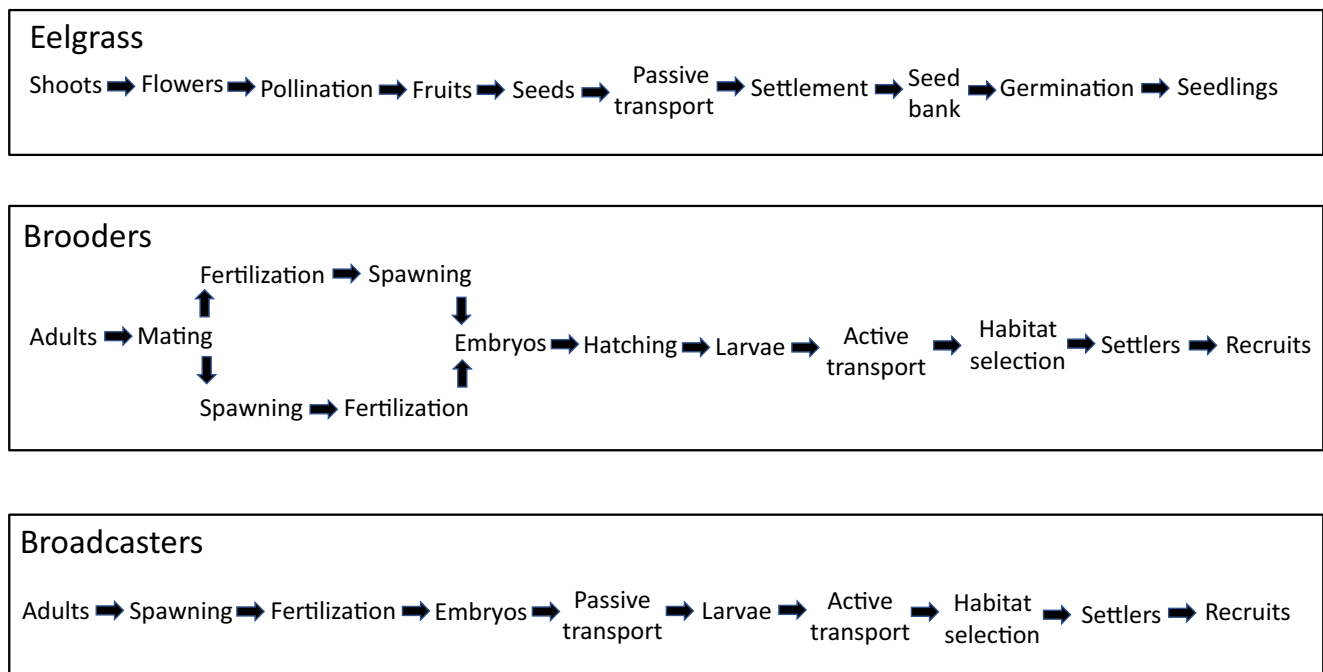 Eelgrass
Shoots Flowers Pollination Fruits Seeds Passive transport Settlement Seed bank Germination Seedlings
Brooders
Fertilization Spawning
Adults Mating
Embryos Hatching Larvae Active transport Habitat selection Settlers Recruits
Spawning Fertilization
Broadcasters
Adults Spawning Fertilization Embryos Passive transport Larvae Active transport Habitat selection Settlers Recruits